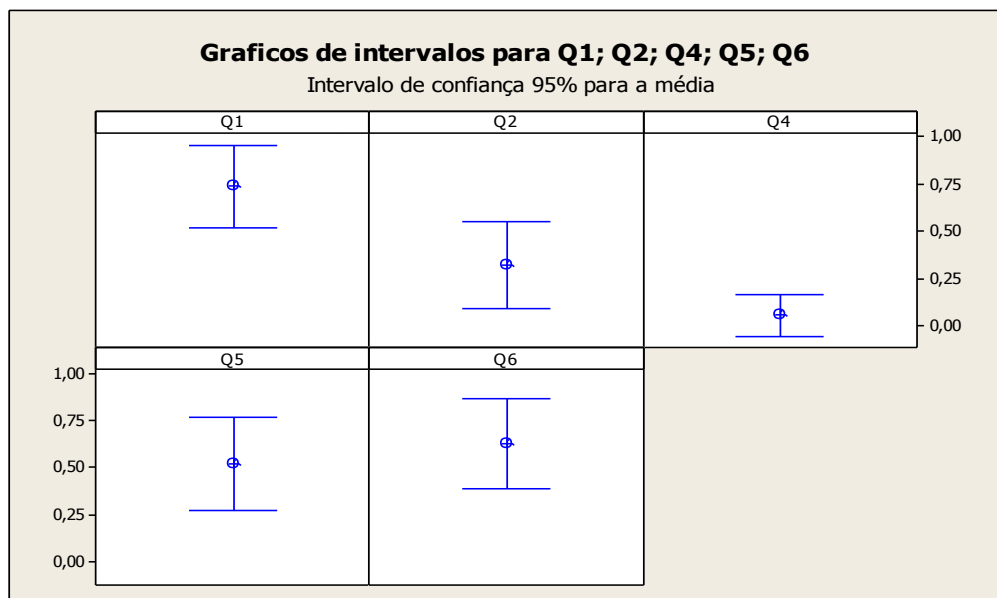 Graficos de intervalos para Q1; Q2; Q4; Q5; Q6
Intervalo de confiança 95% para a média
Q1 Q2 Q4
1,00
0,75
0,50
0,25
0,00
Q5 Q6
1,00
0,75
0,50
0,25
0,00